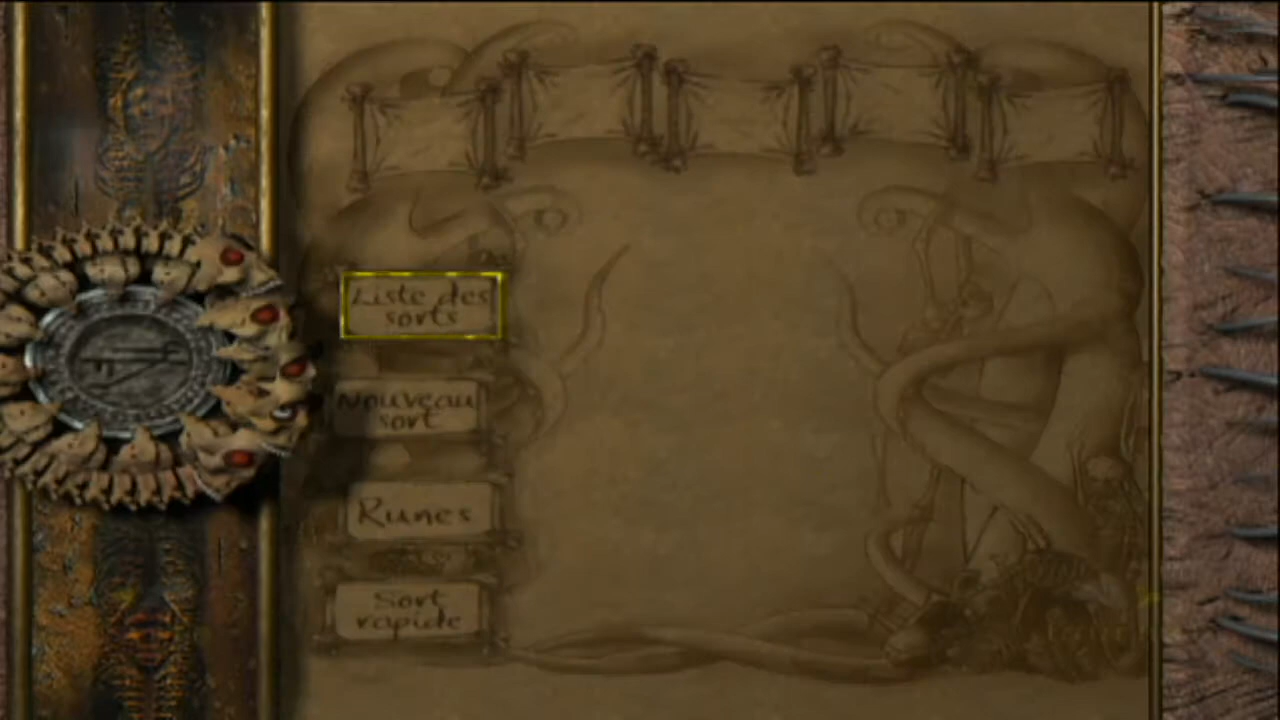 Liste des
sorts
Nouveau
sort
Runes
Sort
rapide